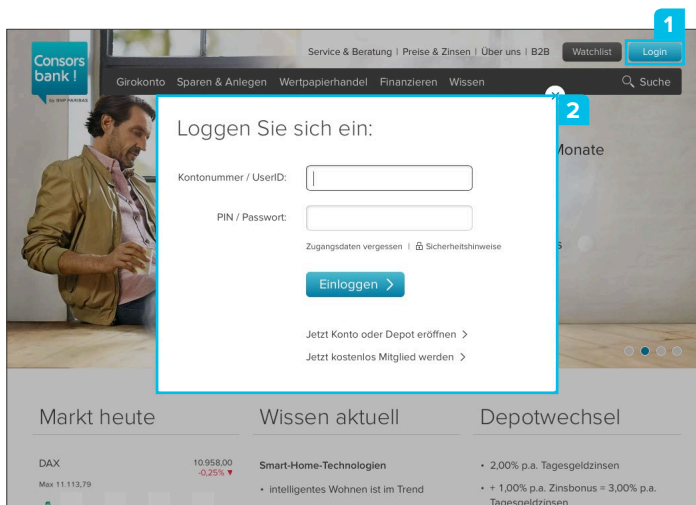 1
Service & Beratung | Preise & Zinsen | Über uns | B2B Watchlist Login
Consors
bank !
by BNP PARIBAS
Girokonto Sparen & Anlegen Wertpapierhandel Finanzieren Wissen Suche
2
Loggen Sie sich ein:
Monate
Kontonummer / UserID:
PIN / Passwort:
Zugangsdaten vergessen | Sicherheitshinweise
s
Einloggen >
Jetzt Konto oder Depot eröffnen >
Jetzt kostenlos Mitglied werden >
Markt heute
DAX 10.958,00
-0.25% ▼
Max 11.113,79
Wissen aktuell
Smart-Home-Technologien
• intelligentes Wohnen ist im Trend
Depotwechsel
• 2,00% p.a. Tagesgeldzinsen
• + 1,00% p.a. Zinsbonus = 3,00% p.a.
Tagesgeldzinsen